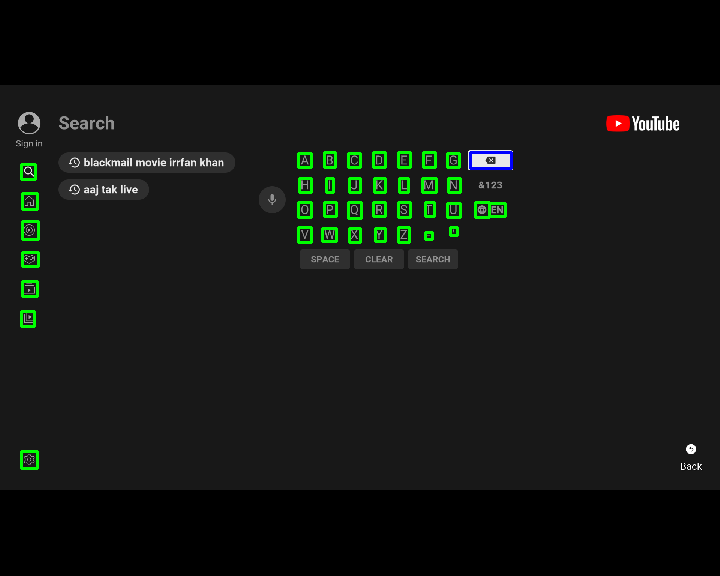 Search
YouTube
Sign in
blackmail movie irrfan khan
aaj tak live
A B C D E F G
H I J K L M N &123
O P Q R S T U EN
V W X Y Z . '
SPACE CLEAR SEARCH
Back